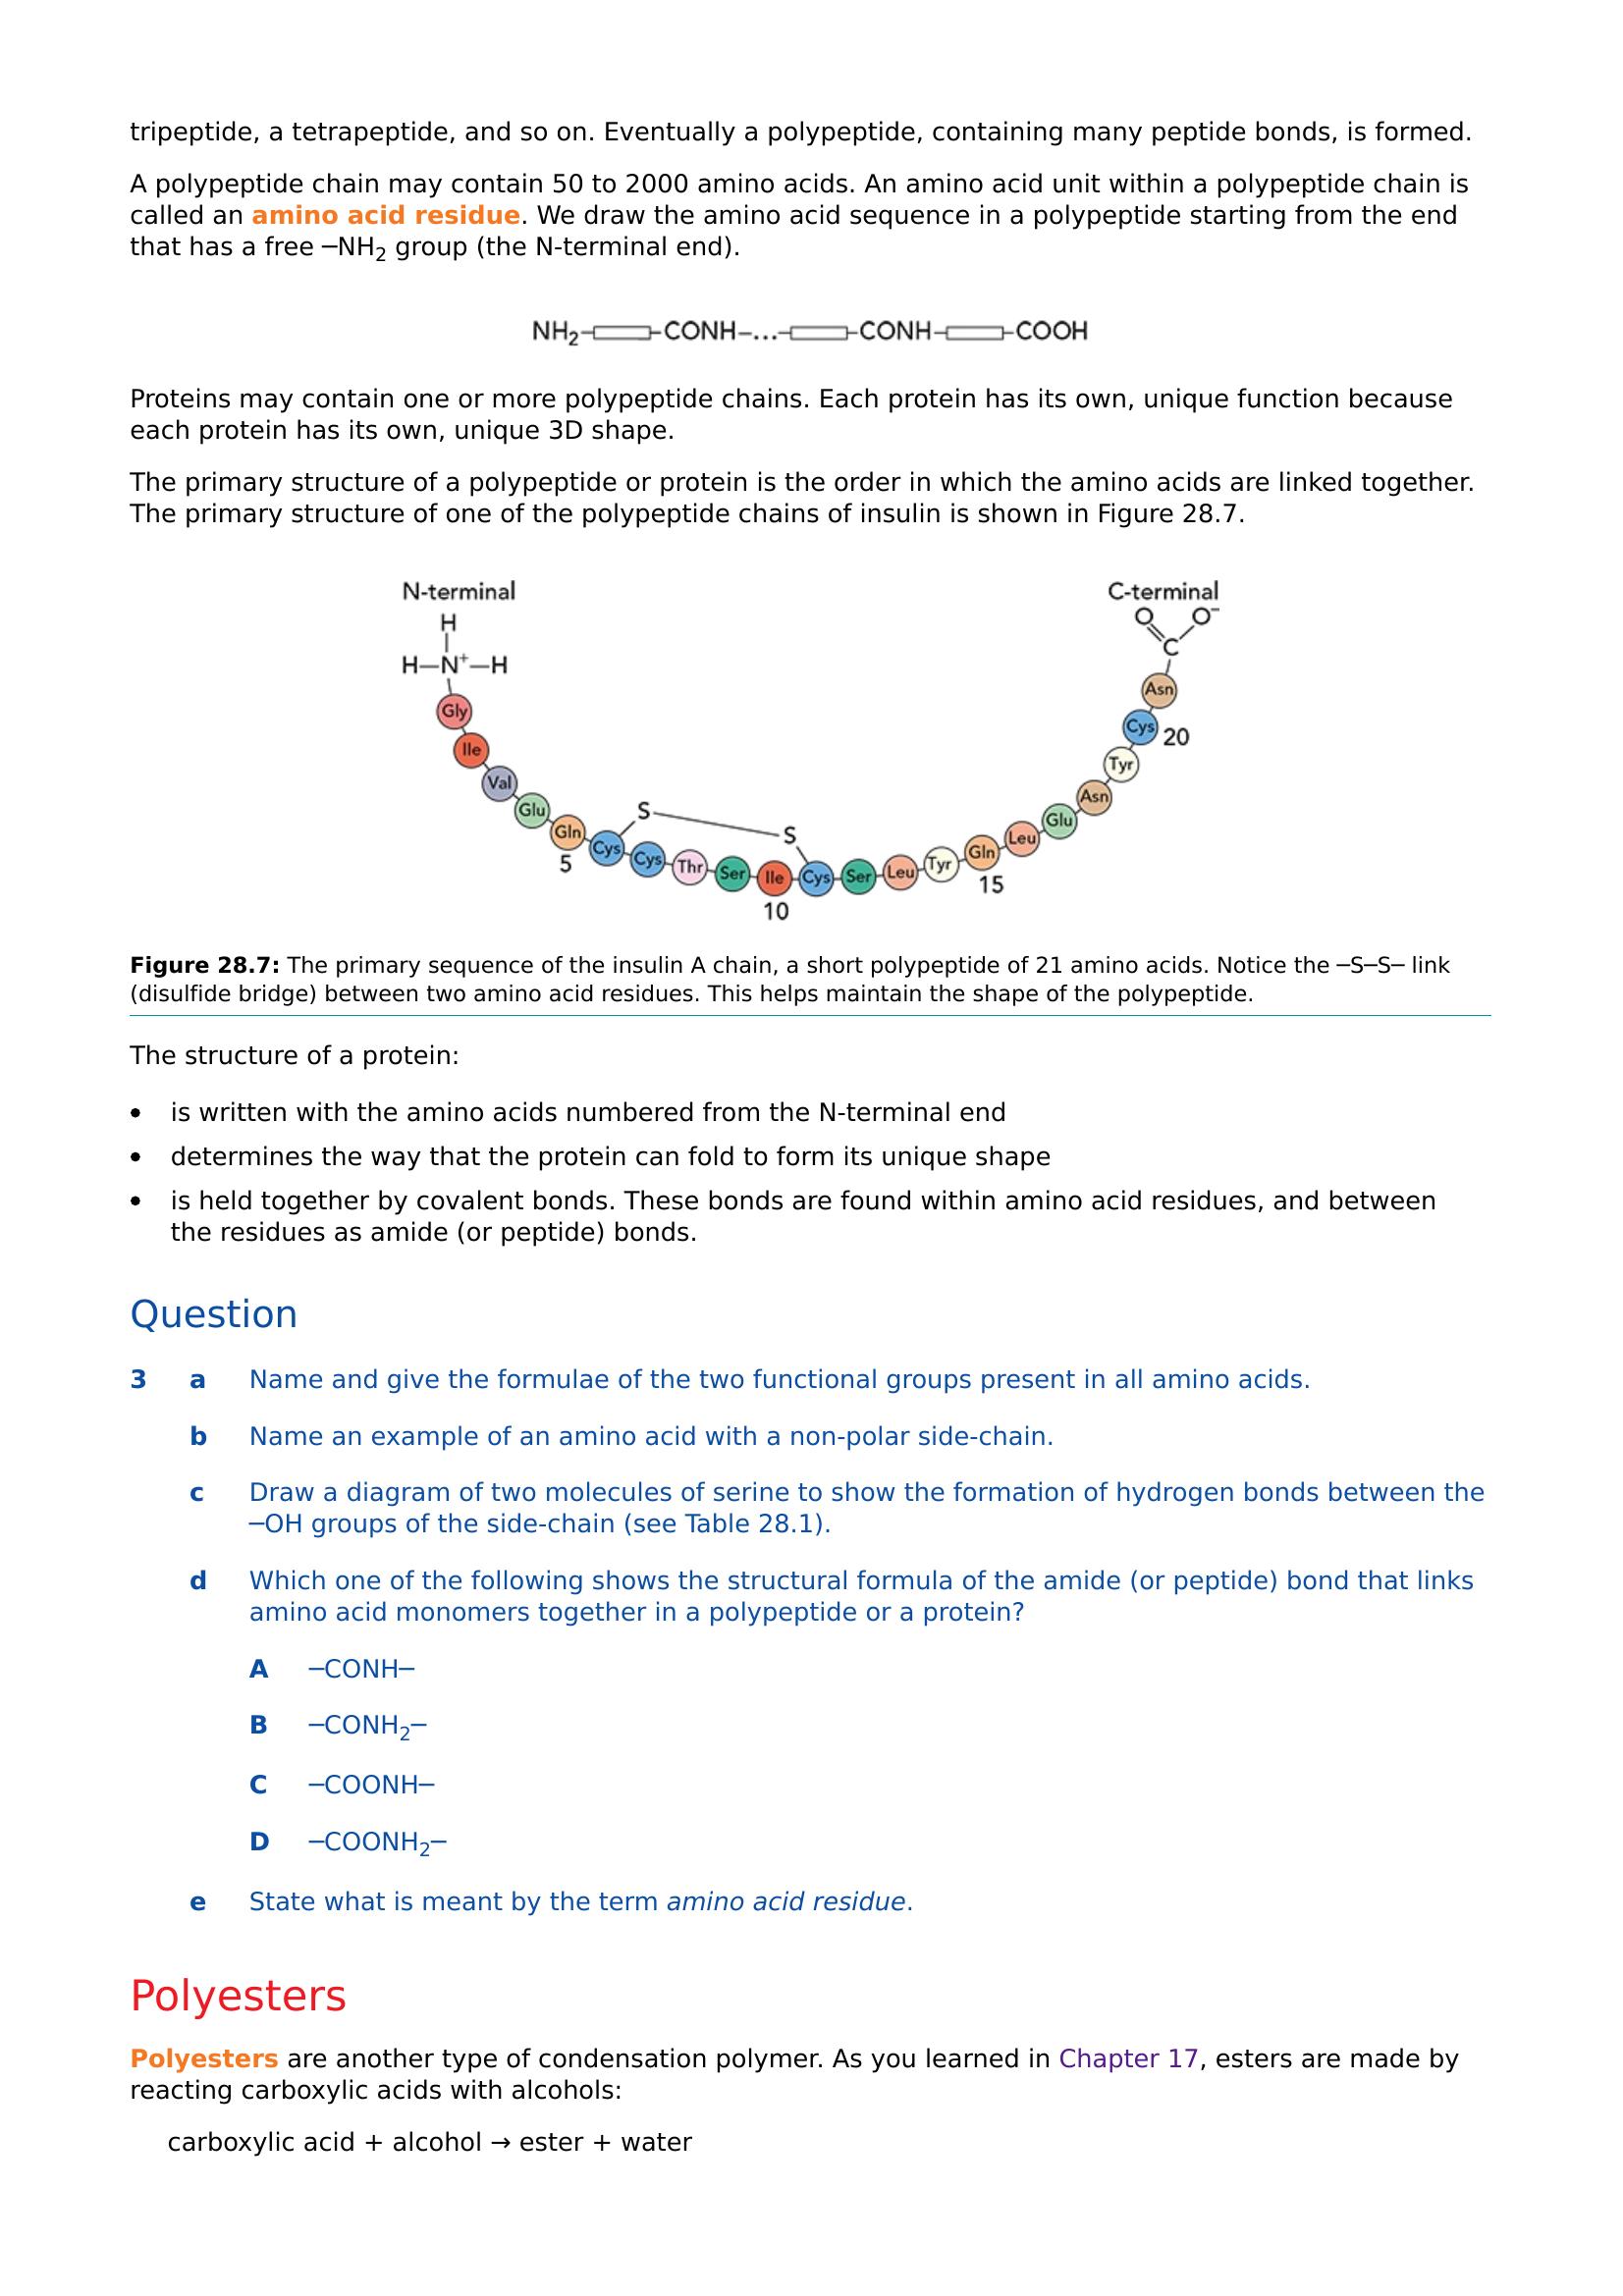 tripeptide, a tetrapeptide, and so on. Eventually a polypeptide, containing many peptide bonds, is formed.
A polypeptide chain may contain 50 to 2000 amino acids. An amino acid unit within a polypeptide chain is
called an amino acid residue. We draw the amino acid sequence in a polypeptide starting from the end
that has a free −NH₂ group (the N-terminal end).
NH₂–▭–CONH–...–▭–CONH–▭–COOH
Proteins may contain one or more polypeptide chains. Each protein has its own, unique function because
each protein has its own, unique 3D shape.
The primary structure of a polypeptide or protein is the order in which the amino acids are linked together.
The primary structure of one of the polypeptide chains of insulin is shown in Figure 28.7.
N-terminal
H
H—N⁺—H
Gly
Ile
Val
Glu
Gln
5
Cys
S
S
Cys
Thr
Ser
Ile
10
Cys
Ser
Leu
Tyr
Gln
15
Leu
Glu
Asn
Tyr
Cys
20
Asn
C
O
O⁻
C-terminal
Figure 28.7: The primary sequence of the insulin A chain, a short polypeptide of 21 amino acids. Notice the −S−S− link
(disulfide bridge) between two amino acid residues. This helps maintain the shape of the polypeptide.
The structure of a protein:
• is written with the amino acids numbered from the N-terminal end
• determines the way that the protein can fold to form its unique shape
• is held together by covalent bonds. These bonds are found within amino acid residues, and between
the residues as amide (or peptide) bonds.
Question
3 a Name and give the formulae of the two functional groups present in all amino acids.
b Name an example of an amino acid with a non-polar side-chain.
c Draw a diagram of two molecules of serine to show the formation of hydrogen bonds between the
−OH groups of the side-chain (see Table 28.1).
d Which one of the following shows the structural formula of the amide (or peptide) bond that links
amino acid monomers together in a polypeptide or a protein?
A −CONH−
B −CONH₂−
C −COONH−
D −COONH₂−
e State what is meant by the term amino acid residue.
Polyesters
Polyesters are another type of condensation polymer. As you learned in Chapter 17, esters are made by
reacting carboxylic acids with alcohols:
carboxylic acid + alcohol → ester + water